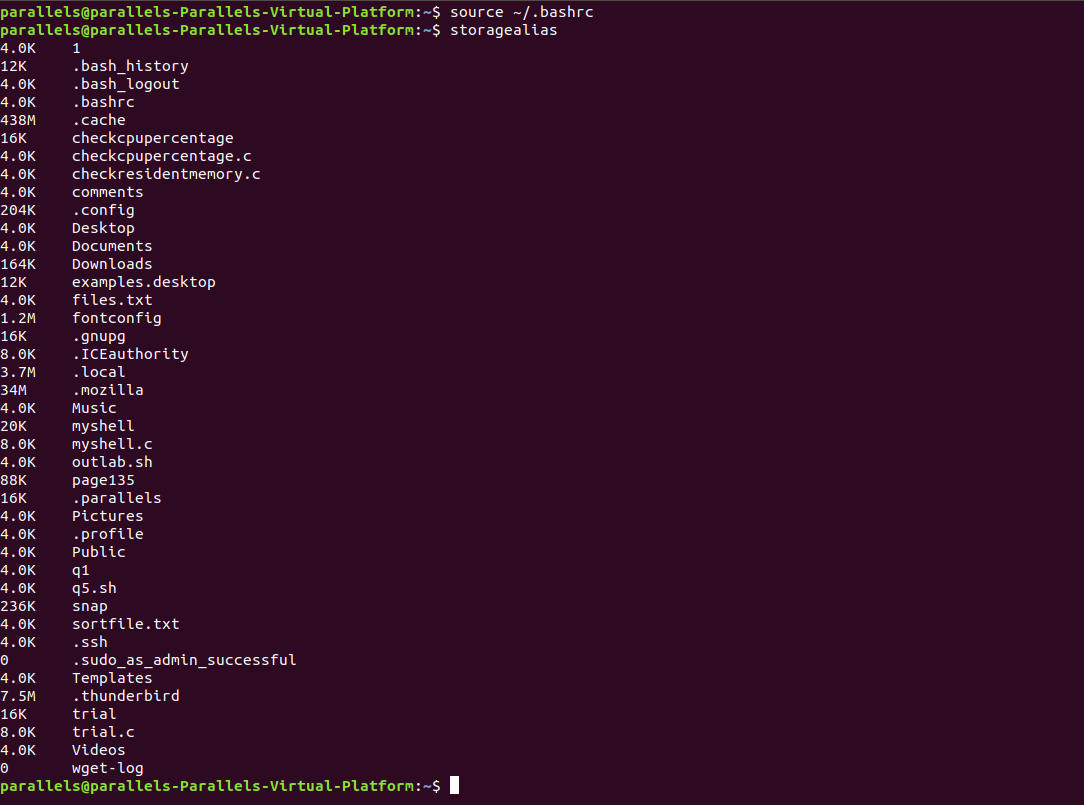 parallels@parallels-Parallels-Virtual-Platform:~$ source ~/.bashrc
parallels@parallels-Parallels-Virtual-Platform:~$ storagealias
4.0K	1
12K	.bash_history
4.0K	.bash_logout
4.0K	.bashrc
438M	.cache
16K	checkcpupercentage
4.0K	checkcpupercentage.c
4.0K	checkresidentmemory.c
4.0K	comments
204K	.config
4.0K	Desktop
4.0K	Documents
164K	Downloads
12K	examples.desktop
4.0K	files.txt
1.2M	fontconfig
16K	.gnupg
8.0K	.ICEauthority
3.7M	.local
34M	.mozilla
4.0K	Music
20K	myshell
8.0K	myshell.c
4.0K	outlab.sh
88K	page135
16K	.parallels
4.0K	Pictures
4.0K	.profile
4.0K	Public
4.0K	q1
4.0K	q5.sh
236K	snap
4.0K	sortfile.txt
4.0K	.ssh
0	.sudo_as_admin_successful
4.0K	Templates
7.5M	.thunderbird
16K	trial
8.0K	trial.c
4.0K	Videos
0	wget-log
parallels@parallels-Parallels-Virtual-Platform:~$